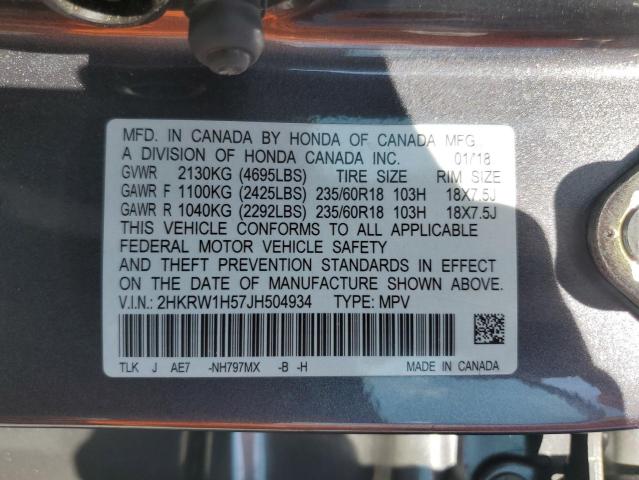 MFD. IN CANADA BY HONDA OF CANADA MFG.
A DIVISION OF HONDA CANADA INC. 01/18
GVWR 2130KG (4695LBS) TIRE SIZE RIM SIZE
GAWR F 1100KG (2425LBS) 235/60R18 103H 18X7.5J
GAWR R 1040KG (2292LBS) 235/60R18 103H 18X7.5J
THIS VEHICLE CONFORMS TO ALL APPLICABLE
FEDERAL MOTOR VEHICLE SAFETY
AND THEFT PREVENTION STANDARDS IN EFFECT
ON THE DATE OF MANUFACTURE SHOWN ABOVE.
V.I.N.: 2HKRW1H57JH504934 TYPE: MPV
TLK J AE7 -NH797MX -B -H MADE IN CANADA